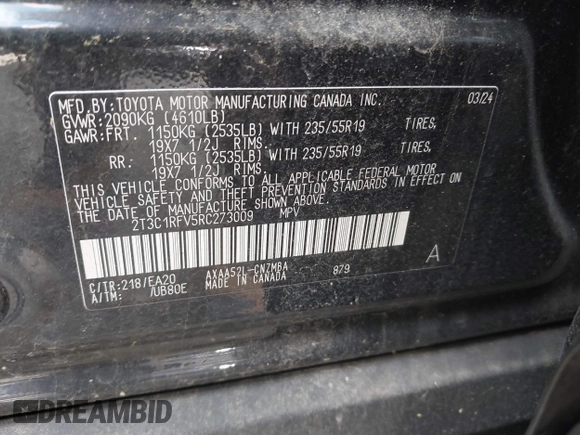 MFD.BY:TOYOTA MOTOR MANUFACTURING CANADA INC. 03/24
GVWR:2090KG (4610LB)
GAWR:FRT. 1150KG (2535LB) WITH 235/55R19 TIRES,
19X7 1/2J RIMS.
RR. 1150KG (2535LB) WITH 235/55R19 TIRES,
19X7 1/2J RIMS.
THIS VEHICLE CONFORMS TO ALL APPLICABLE FEDERAL MOTOR
VEHICLE SAFETY AND THEFT PREVENTION STANDARDS IN EFFECT ON
THE DATE OF MANUFACTURE SHOWN ABOVE.
2T3C1RFV5RC273009 MPV
A
C/TR:218/EA20 AXAA52L-CNZMBA 879
A/TM: /UB80E MADE IN CANADA
DREAMBID